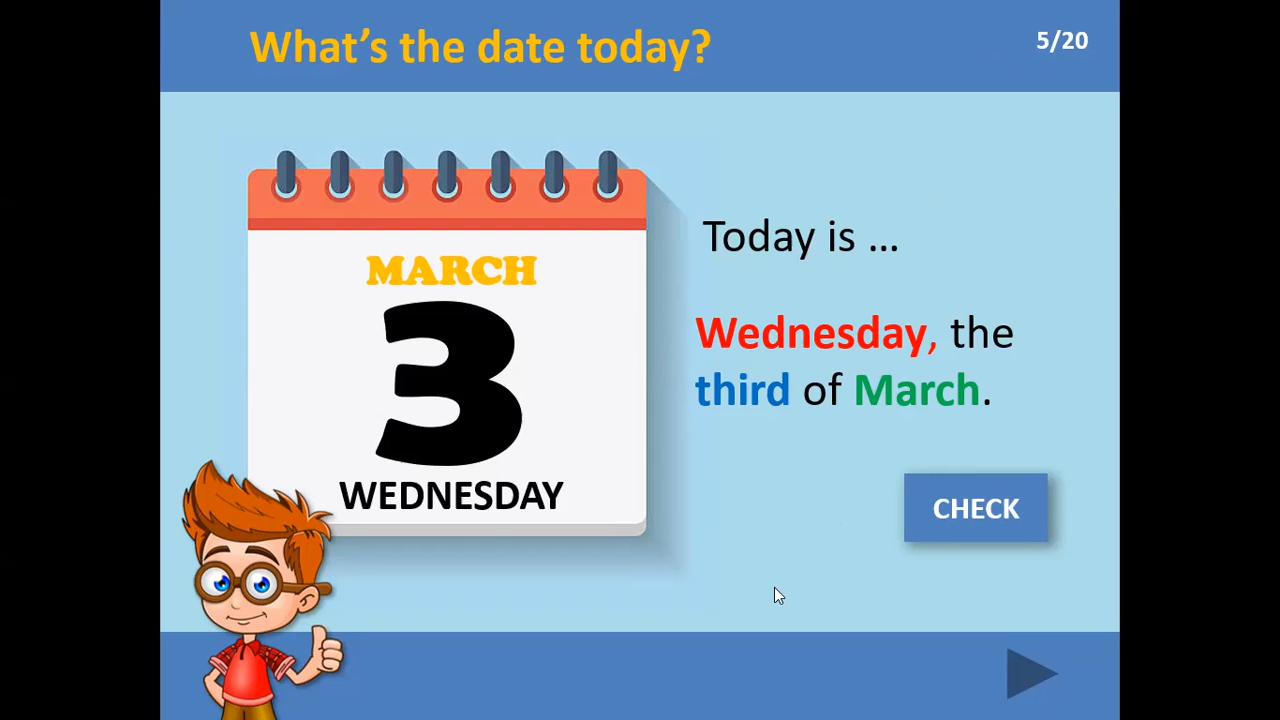 What's the date today?
5/20
MARCH
3
WEDNESDAY
Today is ...
Wednesday, the
third of March.
CHECK